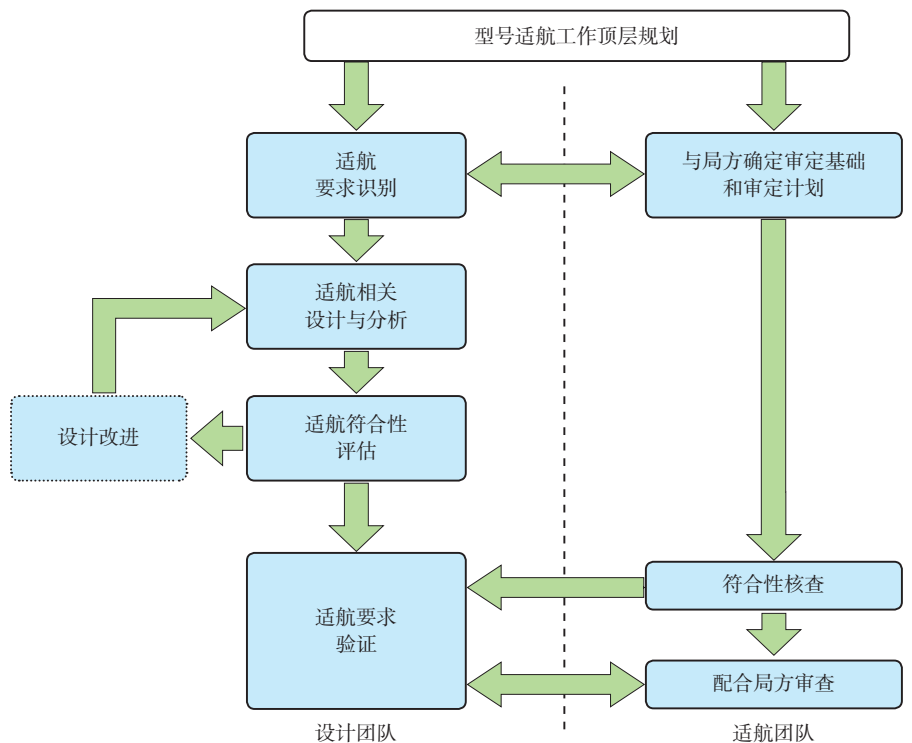 型号适航工作顶层规划
适航
要求识别
与局方确定审定基础
和审定计划
适航相关
设计与分析
设计改进
适航符合性
评估
适航要求
验证
符合性核查
配合局方审查
设计团队
适航团队